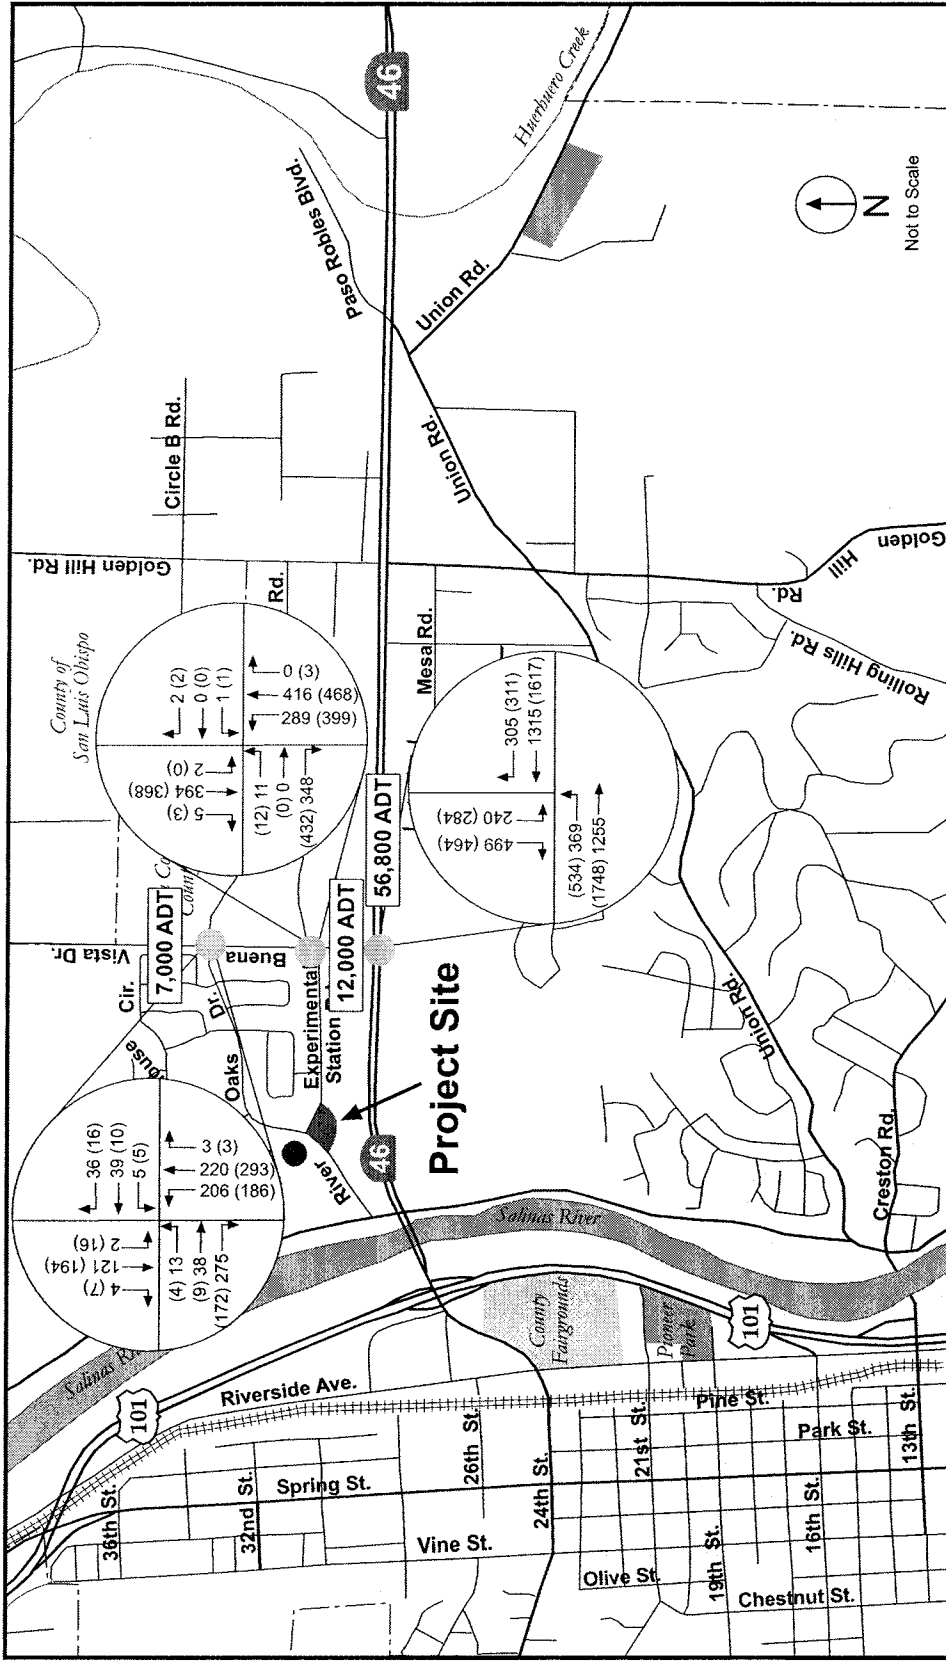 46
Huerhuero Creek
Paso Robles Blvd.
Union Rd.
N
Not to Scale
Circle B Rd.
Golden Hill Rd.
Union Rd.
Rd.
Mesa Rd.
Golden
Hill
Rd.
Rolling Hills Rd.
County of
San Luis Obispo
5 (3)
394 (368)
2 (0)
2 (2)
0 (0)
1 (1)
(12) 11
(0) 0
(432) 348
289 (399)
416 (468)
0 (3)
499 (464)
240 (284)
305 (311)
1315 (1617)
(534) 369
(1748) 1255
56,800 ADT
12,000 ADT
7,000 ADT
Vista Dr.
Buena
Cir.
Dr.
Oaks
Experimental
Station
River
Project Site
46
Union Rd.
Creston Rd.
4 (7)
121 (194)
2 (16)
36 (16)
39 (10)
5 (5)
(4) 13
(9) 38
(172) 275
206 (186)
220 (293)
3 (3)
Salinas River
Salinas
101
101
County
Fairgrounds
Pioneer
Park
Riverside Ave.
Pine St.
Park St.
13th St.
36th St.
32nd St.
Spring St.
26th St.
24th St.
21st St.
19th St.
16th St.
Vine St.
Olive St.
Chestnut St.